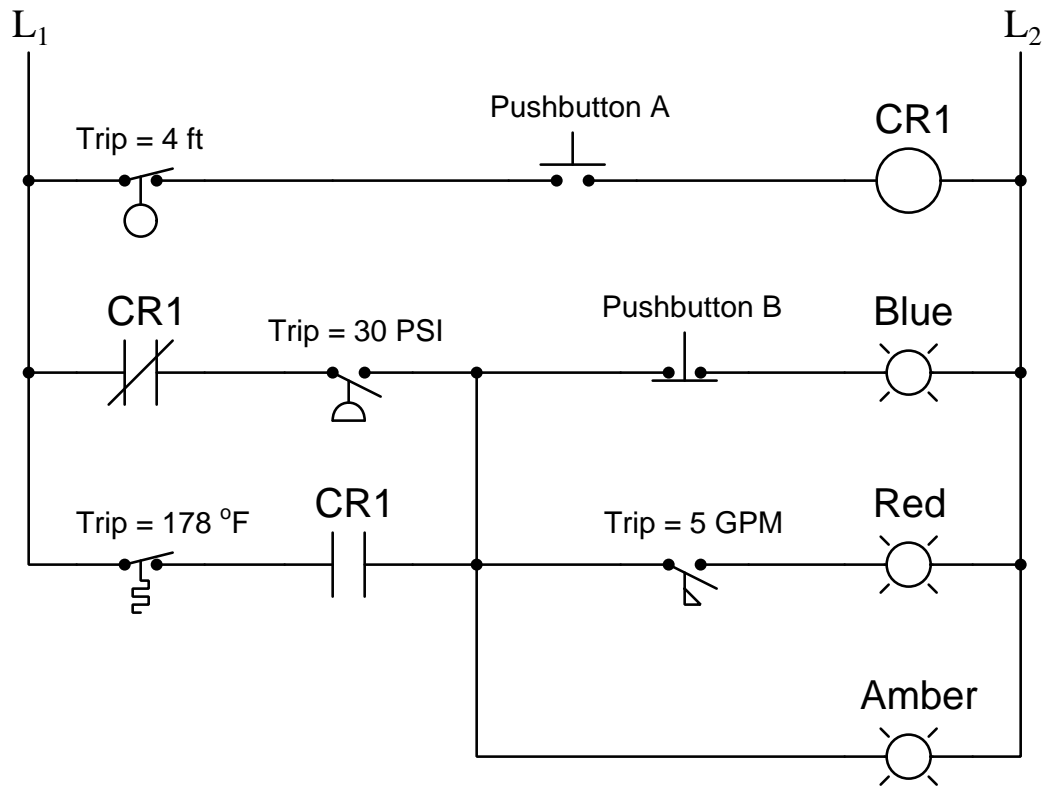 L1 L2
Pushbutton A
CR1
Trip = 4 ft
CR1
Trip = 30 PSI
Pushbutton B
Blue
Trip = 178 °F
CR1
Trip = 5 GPM
Red
Amber